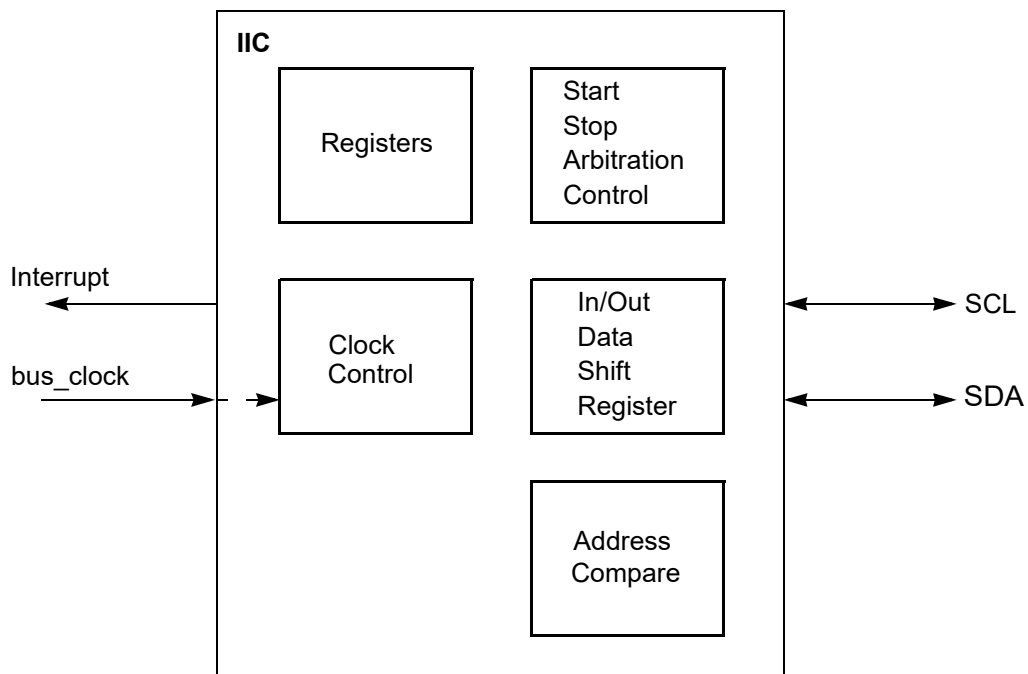 IIC
Registers
Start
Stop
Arbitration
Control
Interrupt
bus_clock
Clock
Control
In/Out
Data
Shift
Register
SCL
SDA
Address
Compare